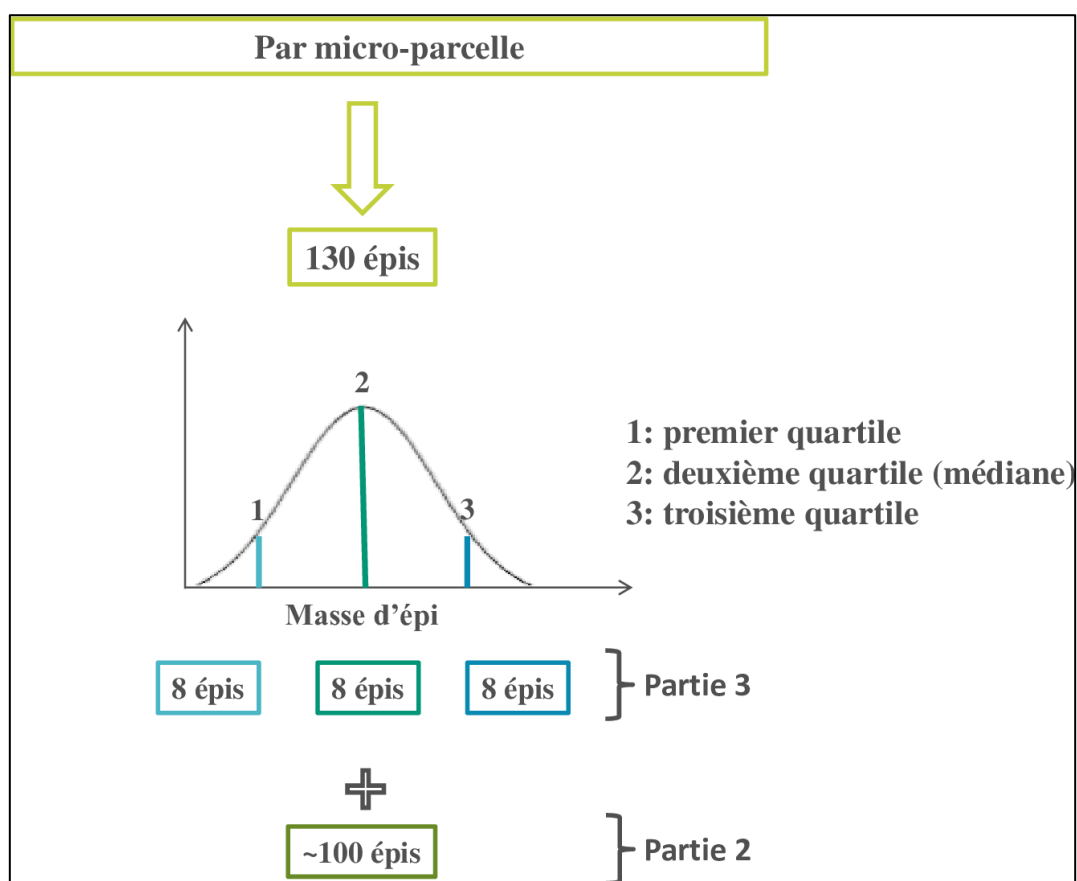 Par micro-parcelle
130 épis
2
1
3
1: premier quartile
2: deuxième quartile (médiane)
3: troisième quartile
Masse d'épi
8 épis
8 épis
8 épis
Partie 3
~100 épis
Partie 2